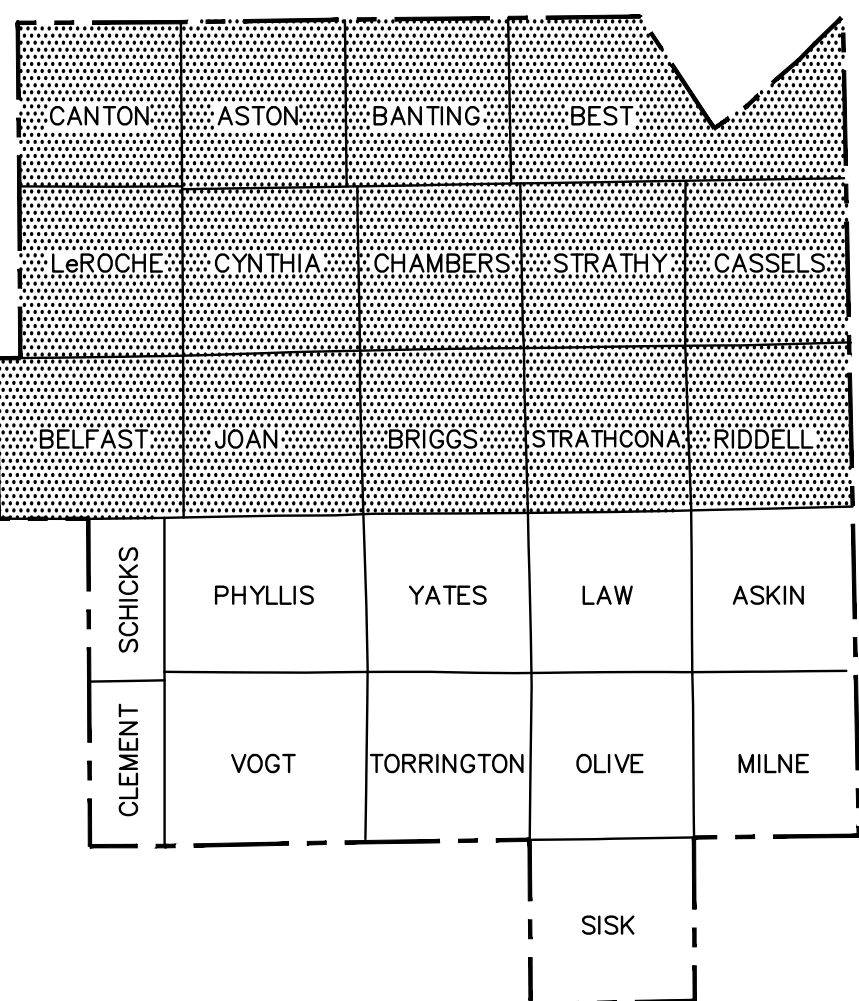 CANTON ASTON BANTING BEST
LeROCHE CYNTHIA CHAMBERS STRATHY CASSELS
BELFAST JOAN BRIGGS STRATHCONA RIDDELL
SCHICKS PHYLLIS YATES LAW ASKIN
CLEMENT VOGT TORRINGTON OLIVE MILNE
SISK